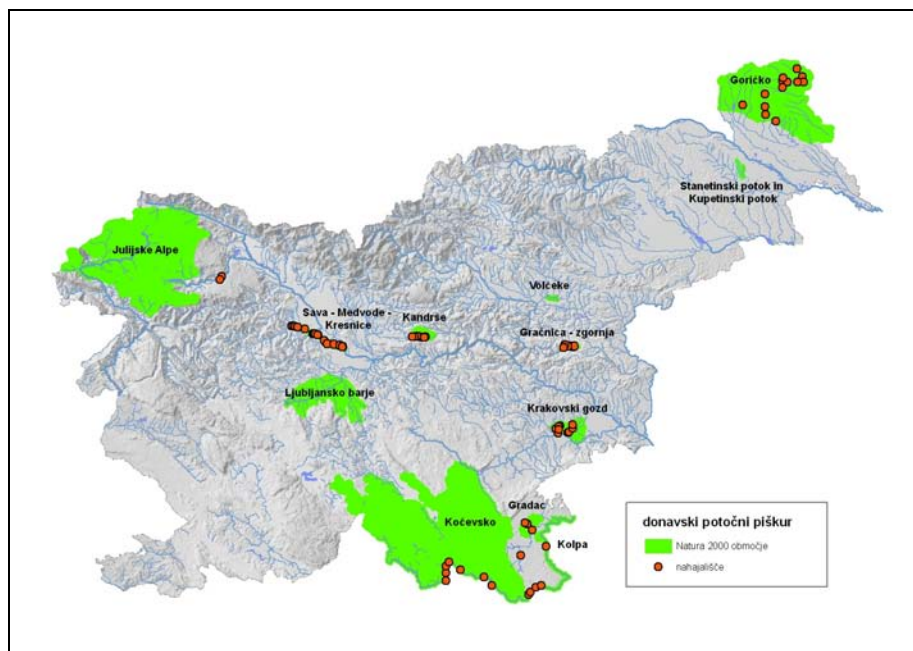 Goričko
Stanetinski potok in
Kupetinski potok
Julijske Alpe
Volčeke
Sava - Medvode -
Kresnice
Kandrše
Gračnica - zgornja
Ljubljansko barje
Krakovski gozd
Gradac
Kočevsko
Kolpa
donavski potočni piškur
Natura 2000 območje
nahajališče